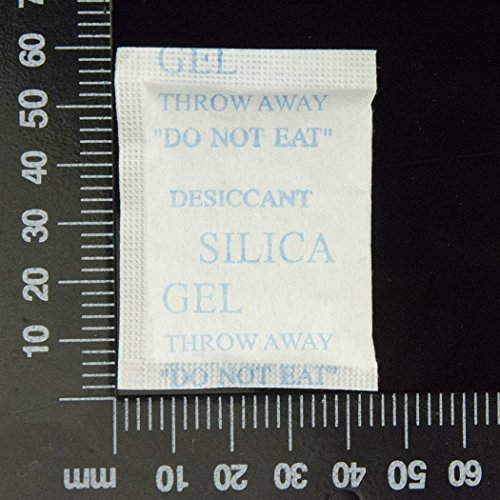 GEL
THROW AWAY
"DO NOT EAT"
DESICCANT
SILICA
GEL
THROW AWAY
"DO NOT EAT"
70
60
50
40
30
20
10
mm 10 20 30 40 50 60